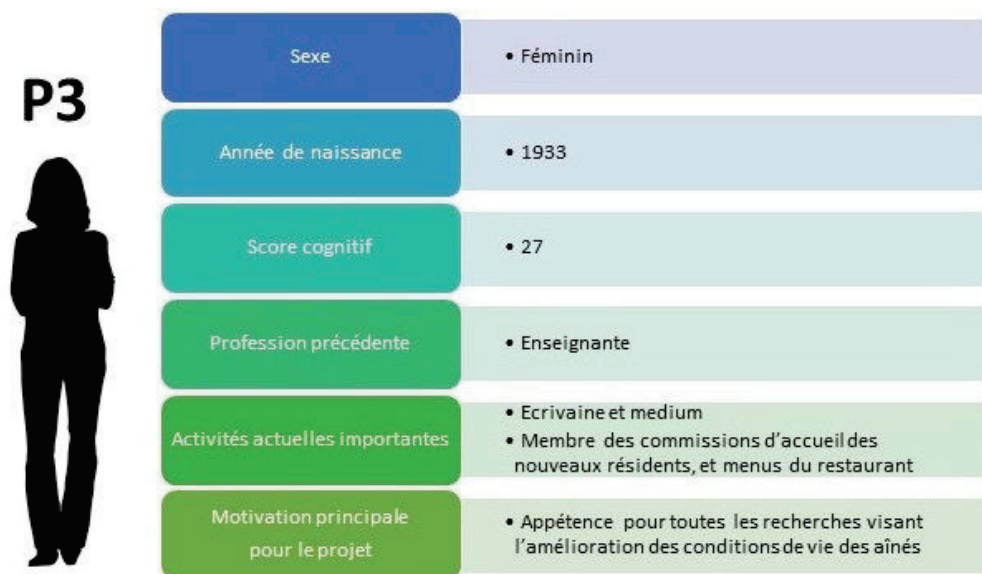 P3
Sexe
• Féminin
Année de naissance
• 1933
Score cognitif
• 27
Profession précédente
• Enseignante
Activités actuelles importantes
• Ecrivaine et medium
• Membre des commissions d’accueil des
nouveaux résidents, et menus du restaurant
Motivation principale
pour le projet
• Appétence pour toutes les recherches visant
l’amélioration des conditions de vie des aînés